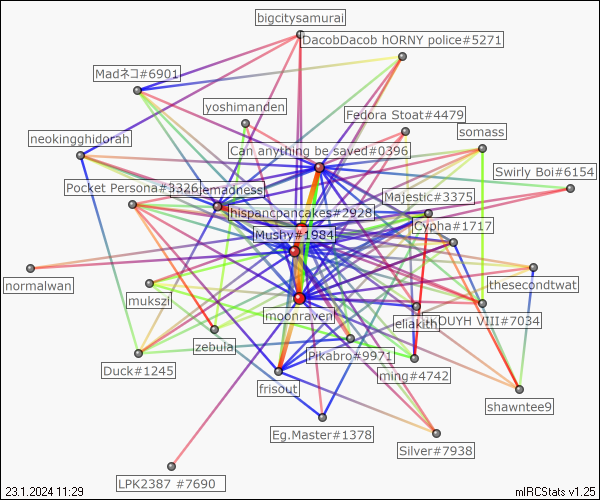 bigcitysamurai
DacobDacob hORNY police#5271
Madネコ#6901
yoshimanden
Fedora Stoat#4479
neokingghidorah
somass
Can anything be saved#0396
Swirly Boi#6154
Pocket Persona#3326
jemadness
Majestic#3375
hispancpancakes#2928
Cypha#1717
Mushy#1984
normalwan
mukszi
thesecondtwat
moonraven
eliakith
OUYH VIII#7034
zebula
Pikabro#9971
Duck#1245
ming#4742
frisout
shawntee9
Eg.Master#1378
Silver#7938
LPK2387 #7690
23.1.2024 11:29
mIRCStats v1.25